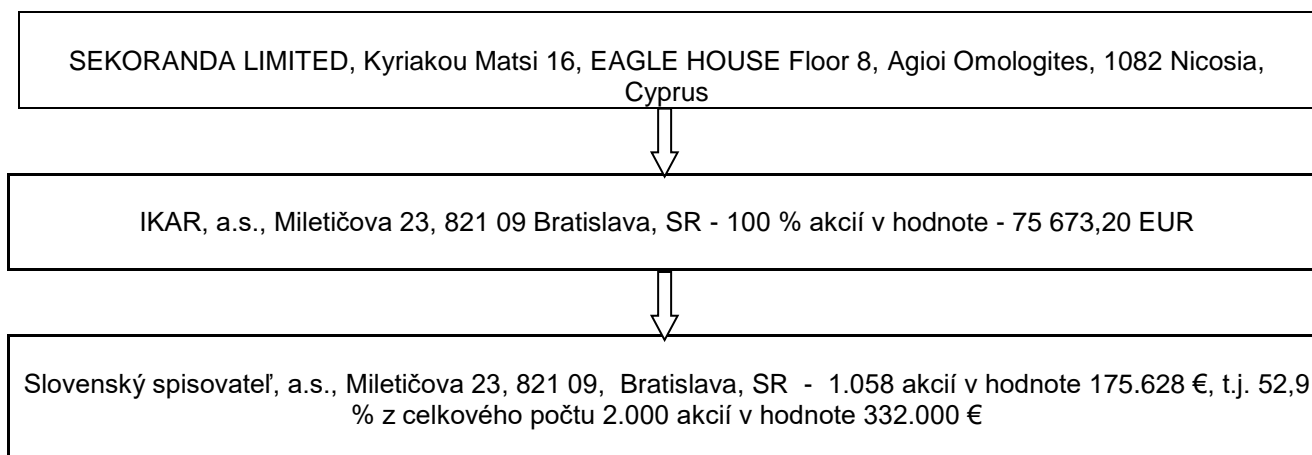 SEKORANDA LIMITED, Kyriakou Matsi 16, EAGLE HOUSE Floor 8, Agioi Omologites, 1082 Nicosia,
Cyprus
IKAR, a.s., Miletičova 23, 821 09 Bratislava, SR - 100 % akcií v hodnote - 75 673,20 EUR
Slovenský spisovateľ, a.s., Miletičova 23, 821 09, Bratislava, SR - 1.058 akcií v hodnote 175.628 €, t.j. 52,9
% z celkového počtu 2.000 akcií v hodnote 332.000 €